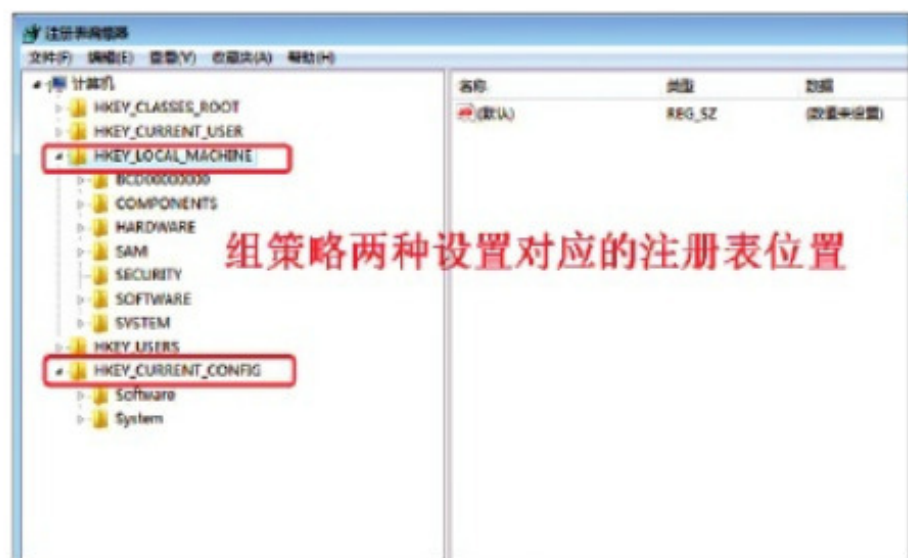 注册表编辑器
文件(F) 编辑(E) 查看(V) 收藏夹(A) 帮助(H)
计算机
HKEY_CLASSES_ROOT
HKEY_CURRENT_USER
HKEY_LOCAL_MACHINE
BCD00000000
COMPONENTS
HARDWARE
SAM
SECURITY
SOFTWARE
SYSTEM
HKEY_USERS
HKEY_CURRENT_CONFIG
Software
System
名称 类型 数据
(默认) REG_SZ (数值未设置)
组策略两种设置对应的注册表位置